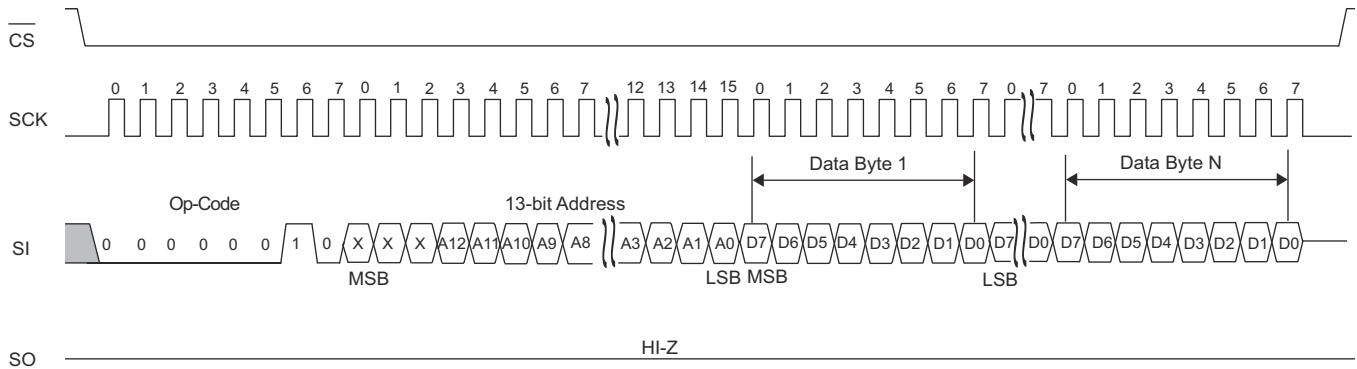 CS
0 1 2 3 4 5 6 7 0 1 2 3 4 5 6 7 12 13 14 15 0 1 2 3 4 5 6 7 0 7 0 1 2 3 4 5 6 7
SCK
Data Byte 1 Data Byte N
Op-Code 13-bit Address
SI 0 0 0 0 0 0 1 0 X X X A12 A11 A10 A9 A8 A3 A2 A1 A0 D7 D6 D5 D4 D3 D2 D1 D0 D7 D0 D7 D6 D5 D4 D3 D2 D1 D0
MSB LSB MSB LSB
HI-Z
SO